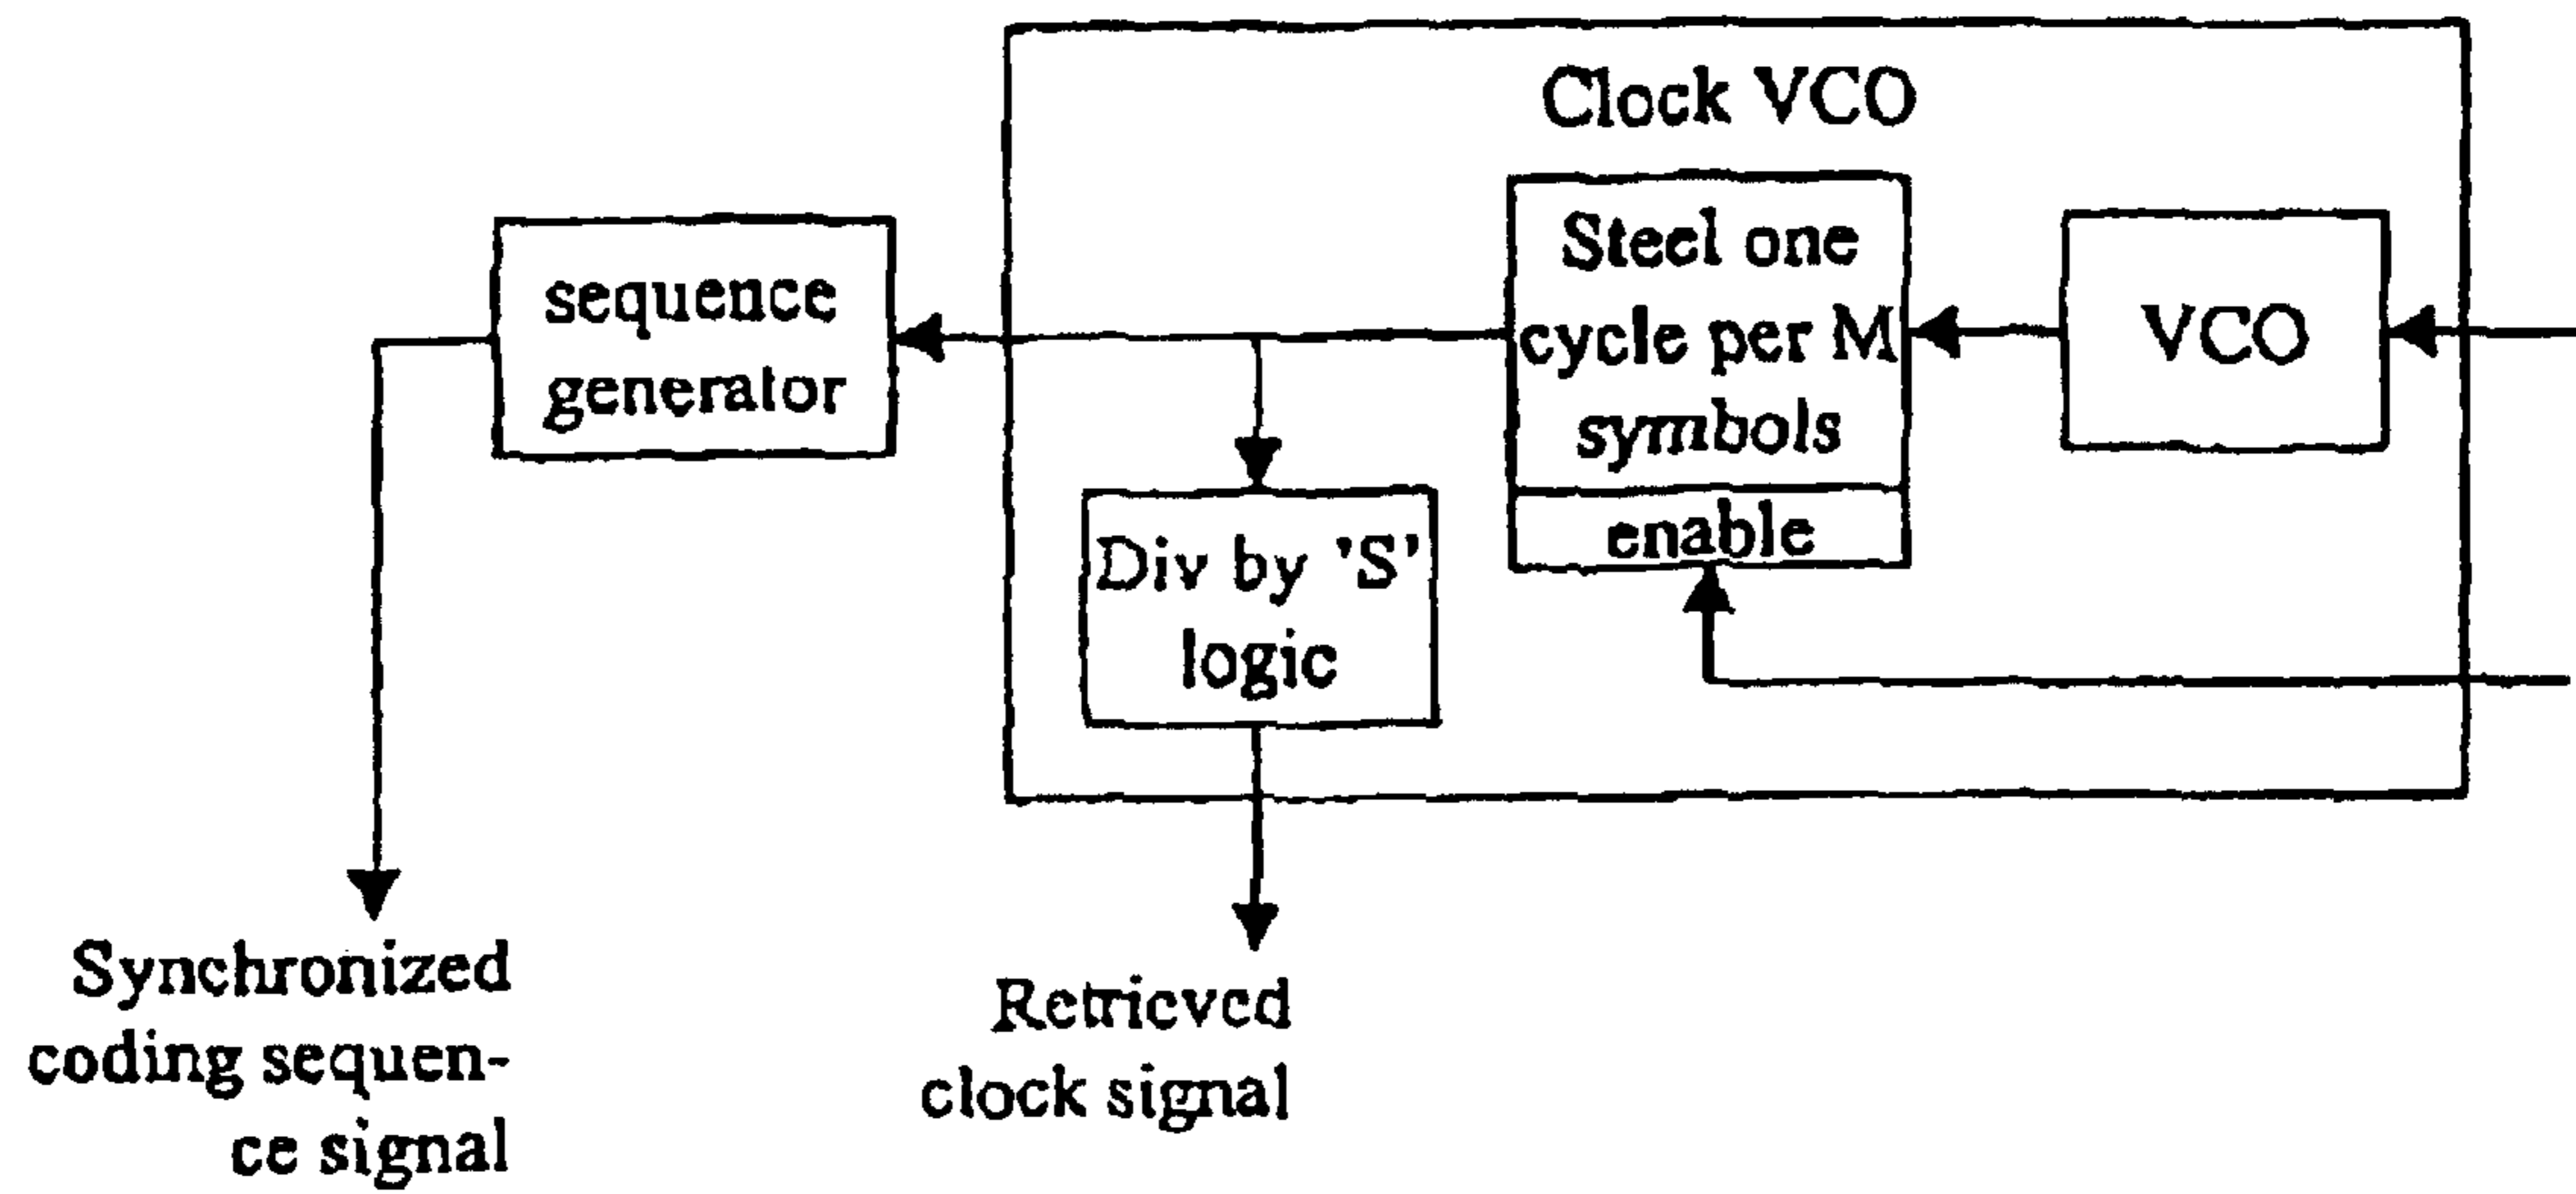 Clock VCO
sequence
generator
Steel one
cycle per M
symbols
enable
VCO
Div by 'S'
logic
Synchronized
coding sequen-
ce signal
Retrieved
clock signal